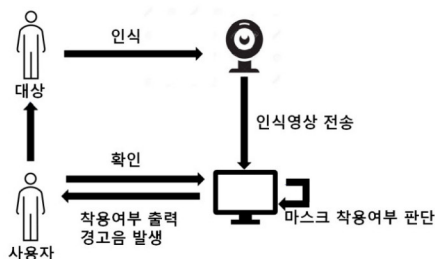 인식
대상
인식영상 전송
확인
착용여부 출력
경고음 발생
마스크 착용여부 판단
사용자